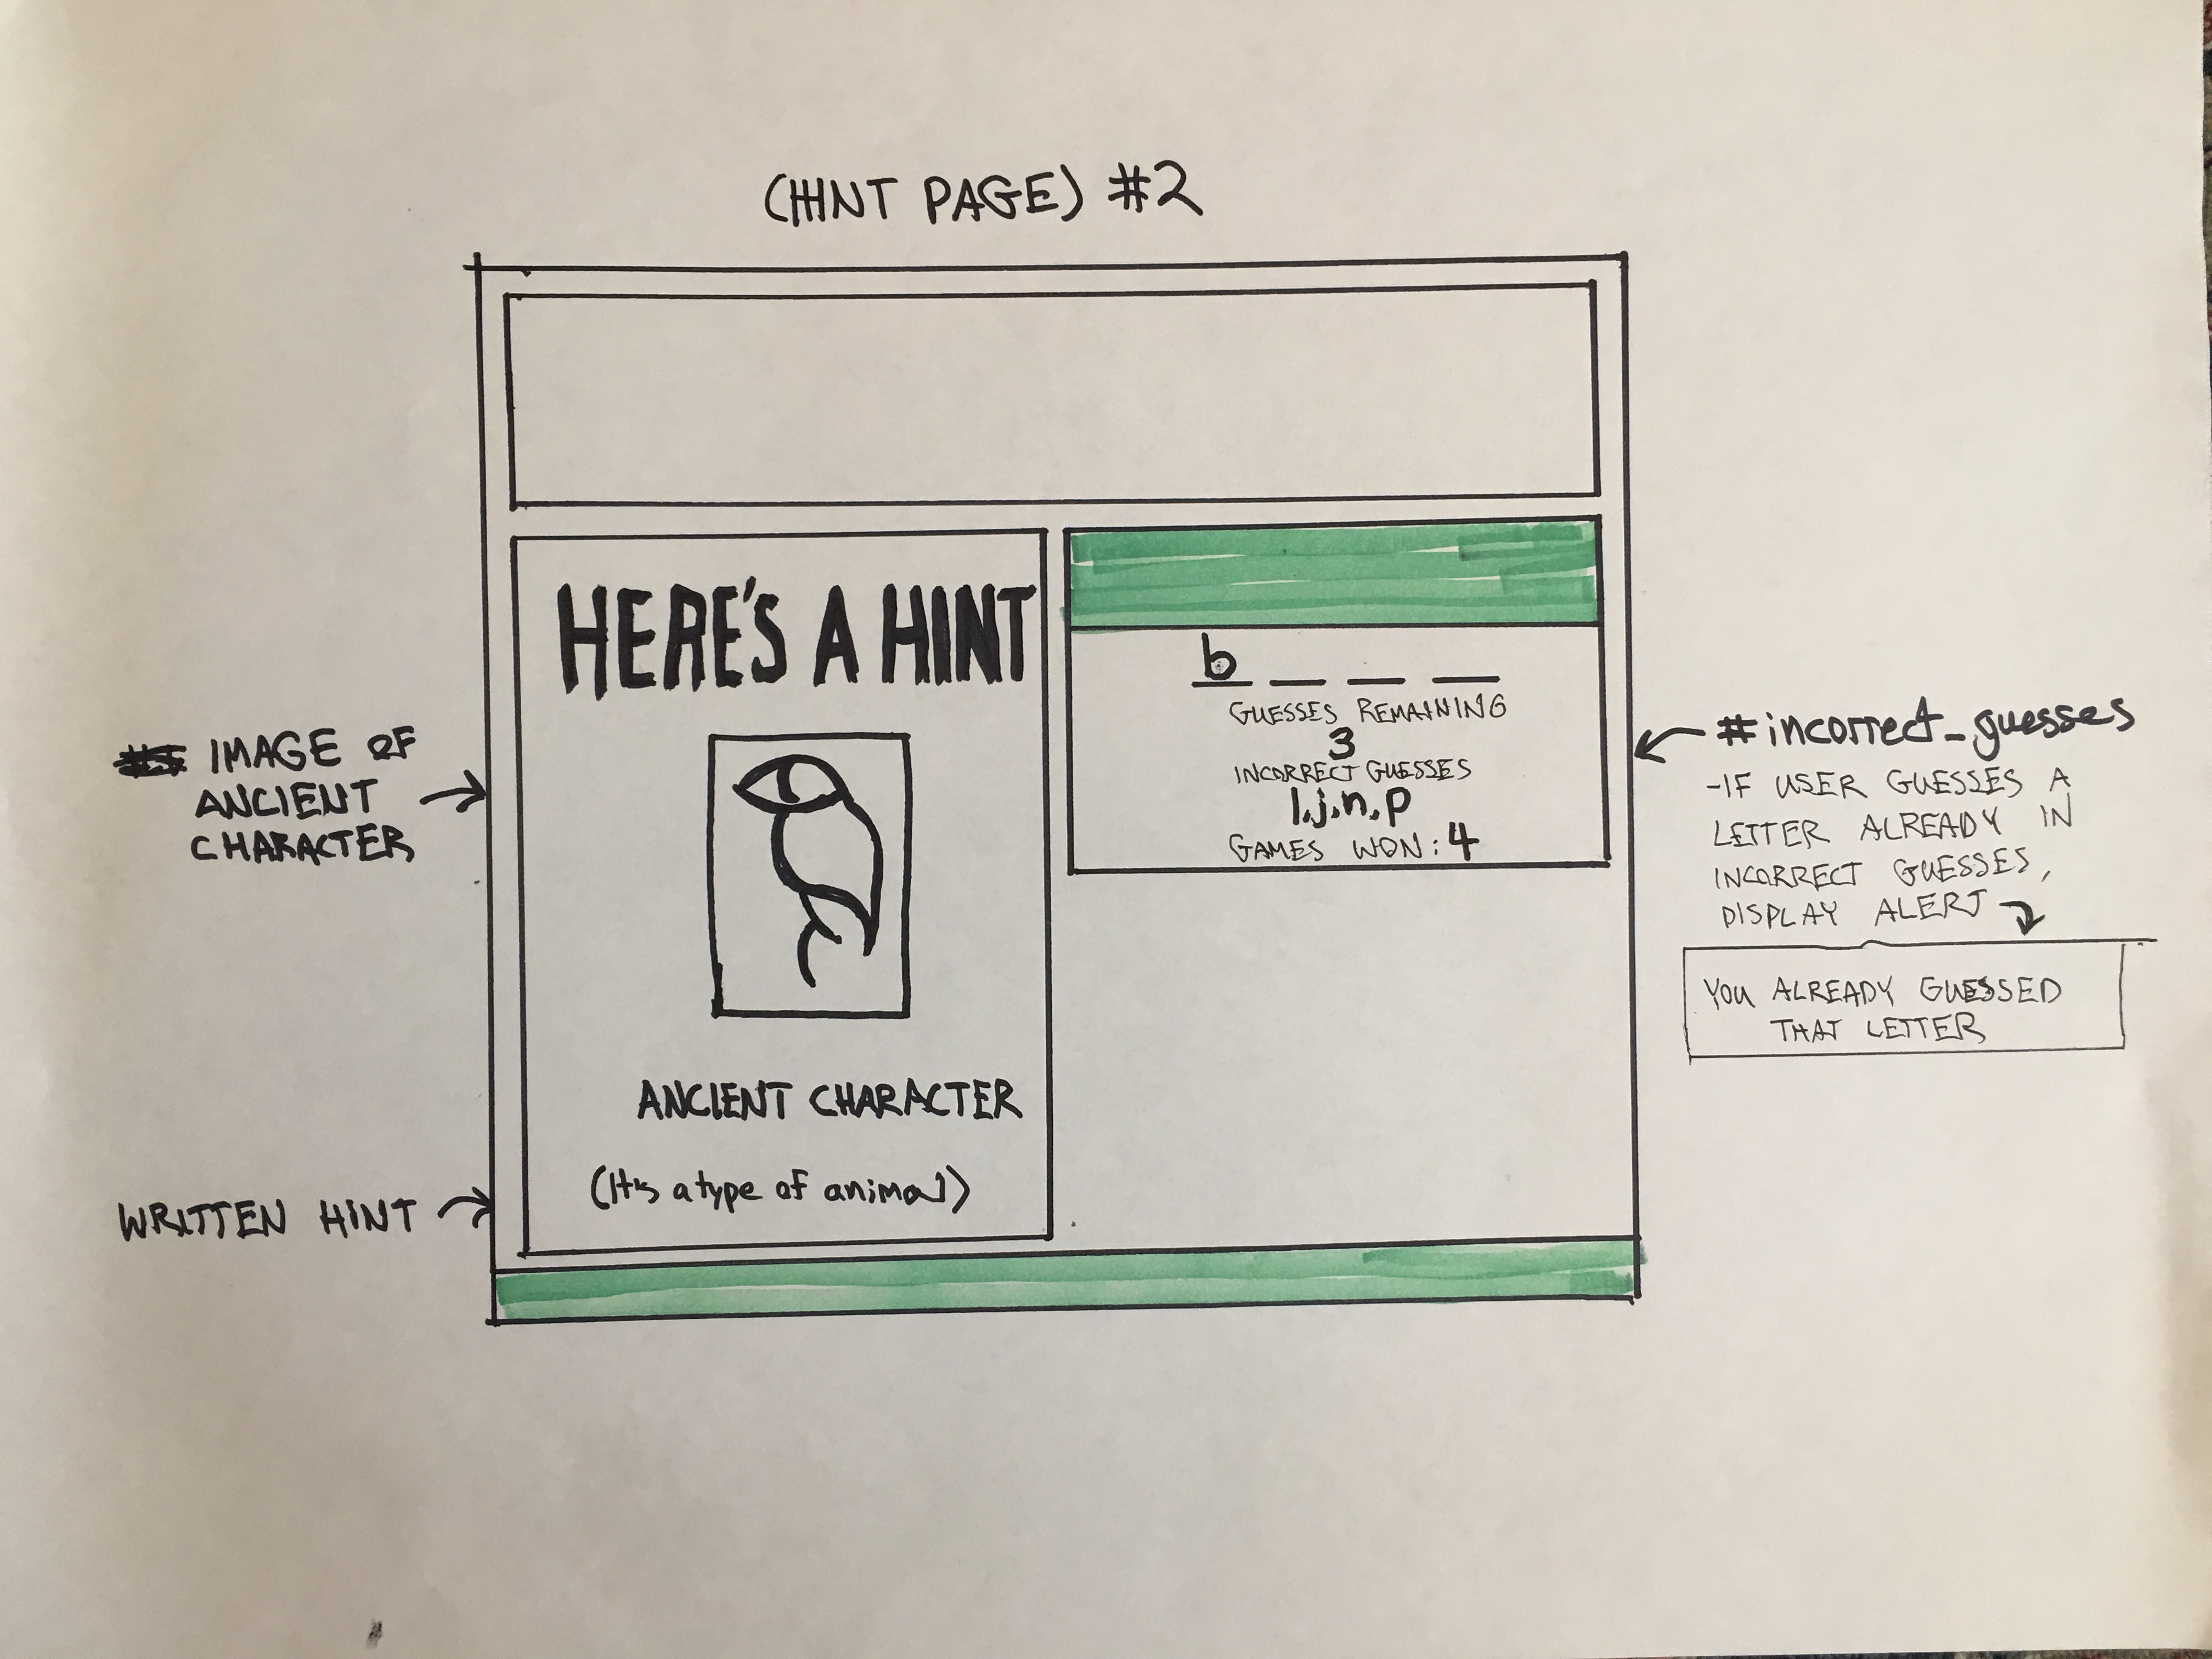 (HINT PAGE) #2
HERE'S A HINT
ANCIENT CHARACTER
(It's a type of animal)
b _ _ _
GUESSES REMAINING
3
INCORRECT GUESSES
l,j,n,p
GAMES WON: 4
IMAGE OF
ANCIENT
CHARACTER
WRITTEN HINT
#incorrect_guesses
-IF USER GUESSES A
LETTER ALREADY IN
INCORRECT GUESSES,
DISPLAY ALERT
YOU ALREADY GUESSED
THAT LETTER